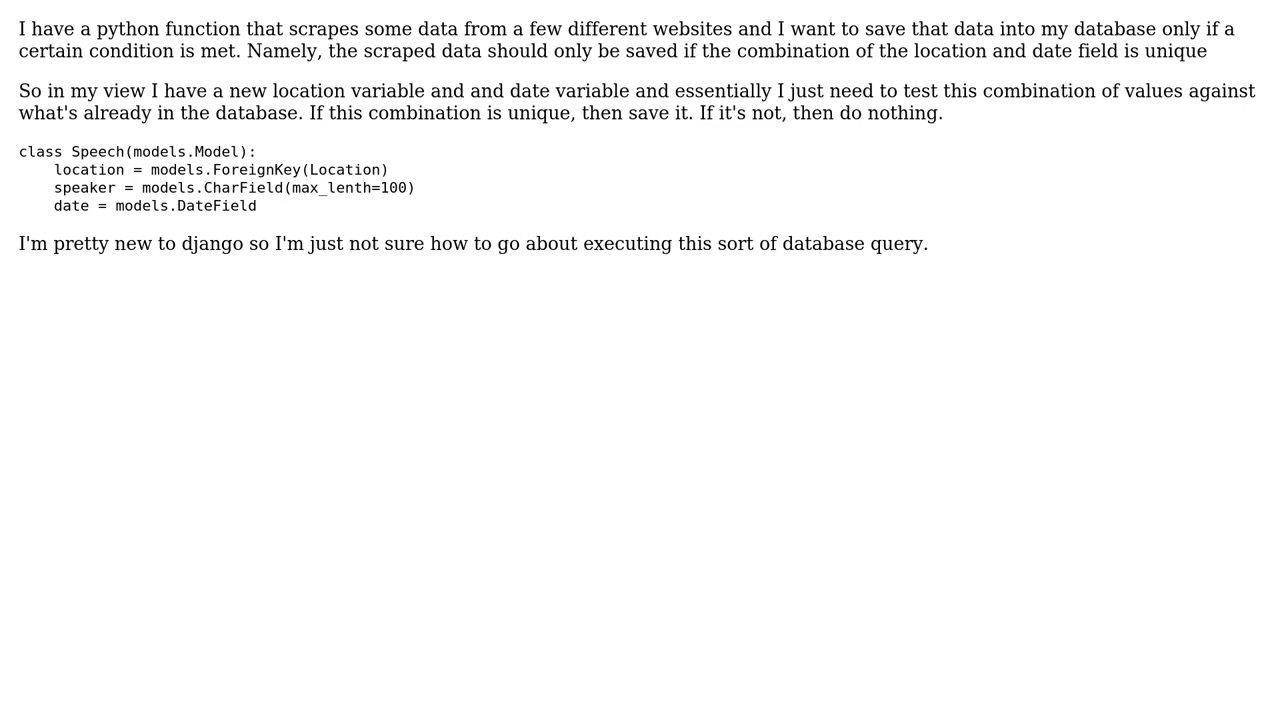 I have a python function that scrapes some data from a few different websites and I want to save that data into my database only if a
certain condition is met. Namely, the scraped data should only be saved if the combination of the location and date field is unique
So in my view I have a new location variable and and date variable and essentially I just need to test this combination of values against
what's already in the database. If this combination is unique, then save it. If it's not, then do nothing.
class Speech(models.Model):
    location = models.ForeignKey(Location)
    speaker = models.CharField(max_lenth=100)
    date = models.DateField
I'm pretty new to django so I'm just not sure how to go about executing this sort of database query.